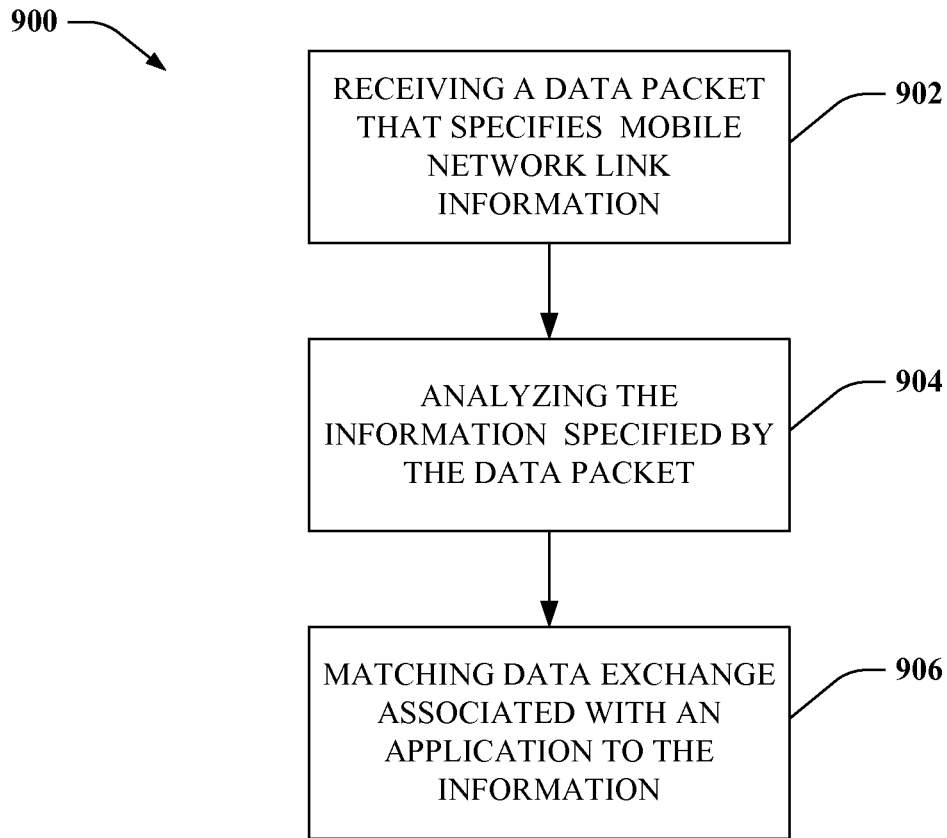 900
RECEIVING A DATA PACKET
THAT SPECIFIES MOBILE
NETWORK LINK
INFORMATION
902
ANALYZING THE
INFORMATION SPECIFIED BY
THE DATA PACKET
904
MATCHING DATA EXCHANGE
ASSOCIATED WITH AN
APPLICATION TO THE
INFORMATION
906